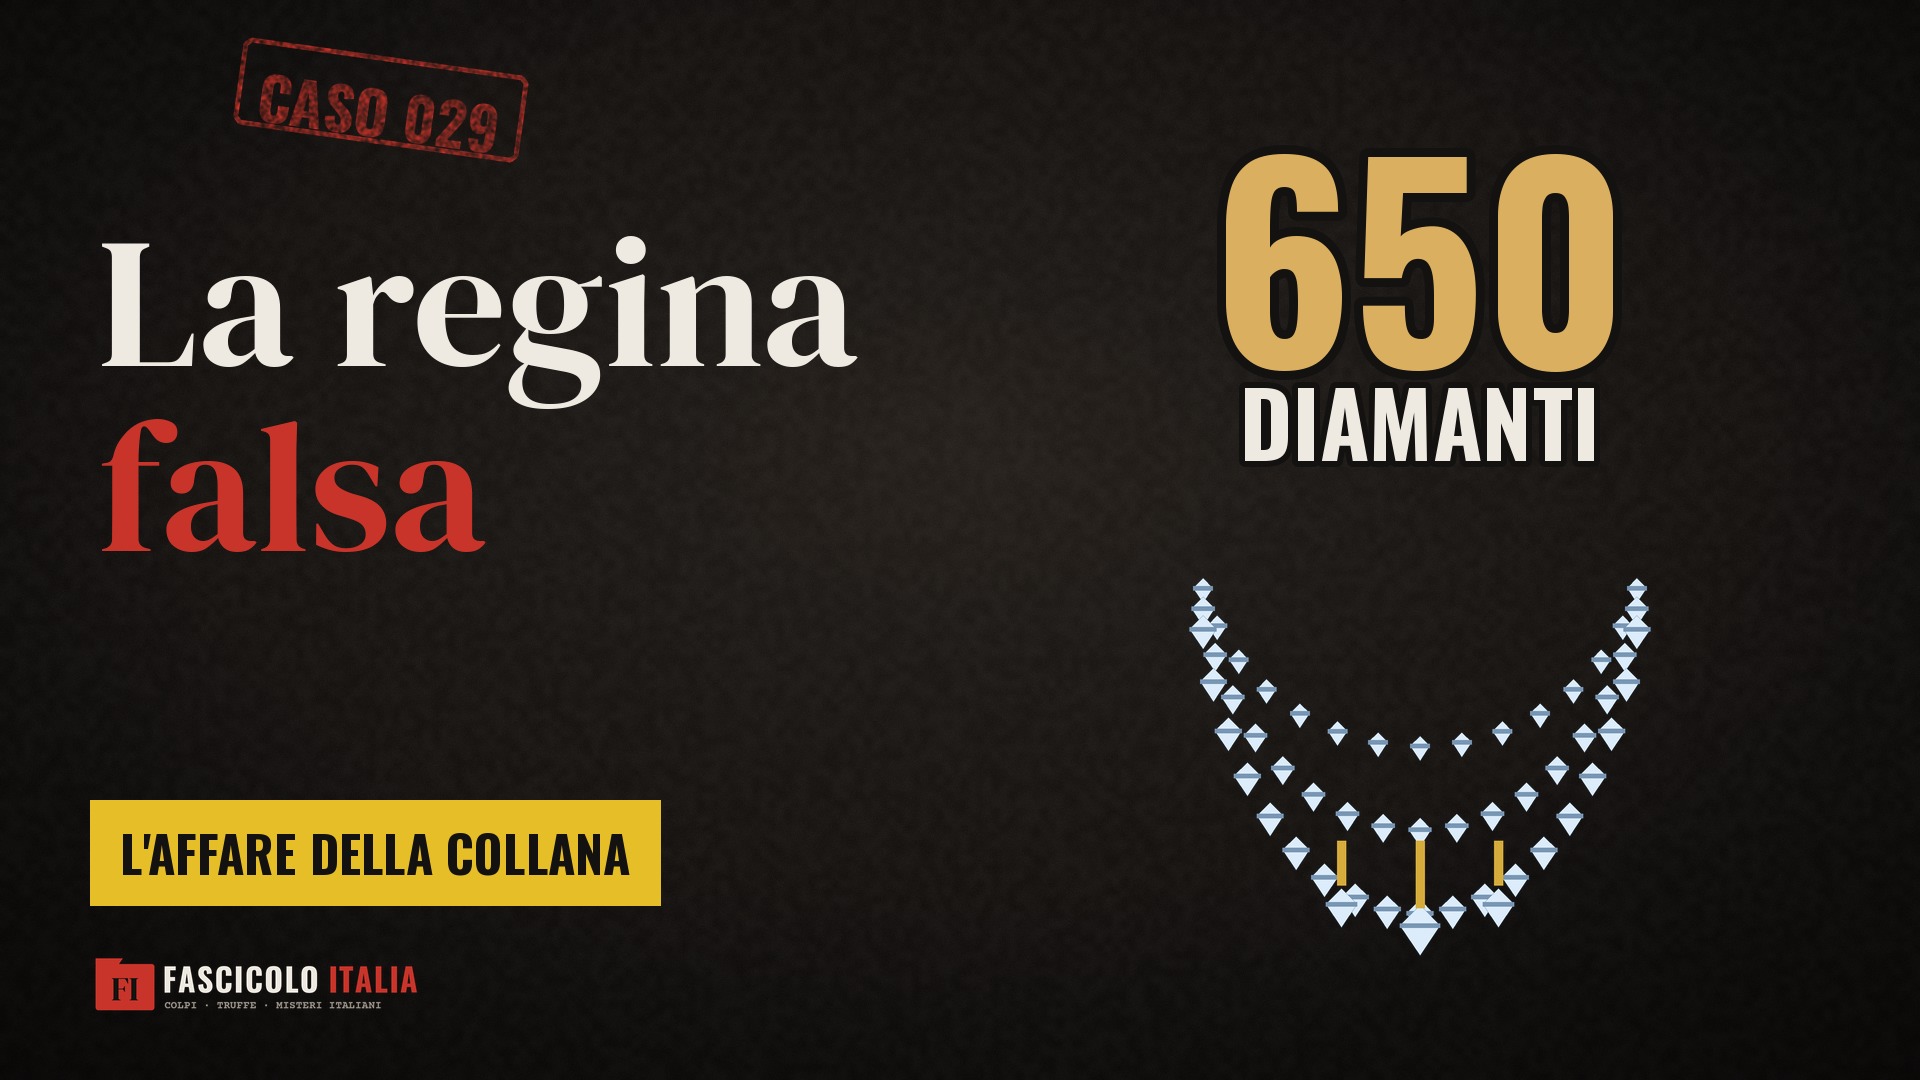 CASO 029
La regina
falsa
650
DIAMANTI
L'AFFARE DELLA COLLANA
FI
FASCICOLO ITALIA
COLPI · TRUFFE · MISTERI ITALIANI